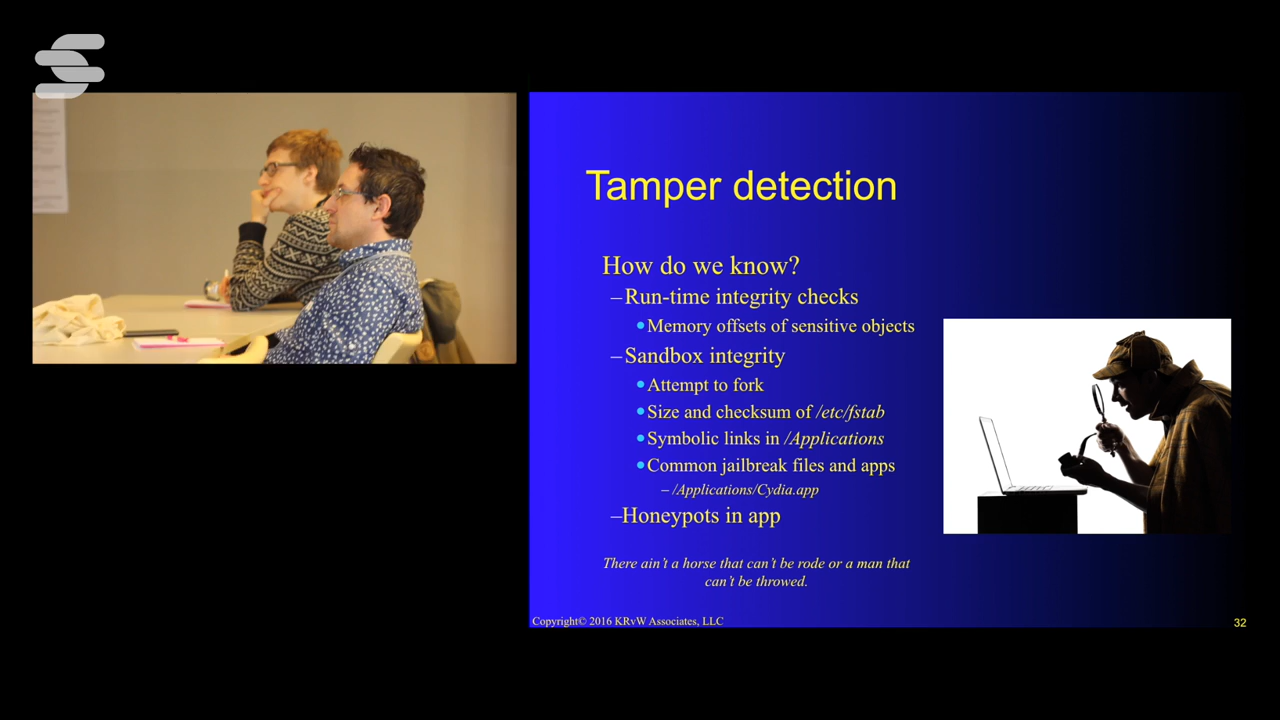 Tamper detection
How do we know?
–Run-time integrity checks
•Memory offsets of sensitive objects
–Sandbox integrity
•Attempt to fork
•Size and checksum of /etc/fstab
•Symbolic links in /Applications
•Common jailbreak files and apps
– /Applications/Cydia.app
–Honeypots in app
There ain’t a horse that can’t be rode or a man that
can’t be throwed.
Copyright© 2016 KRvW Associates, LLC
32